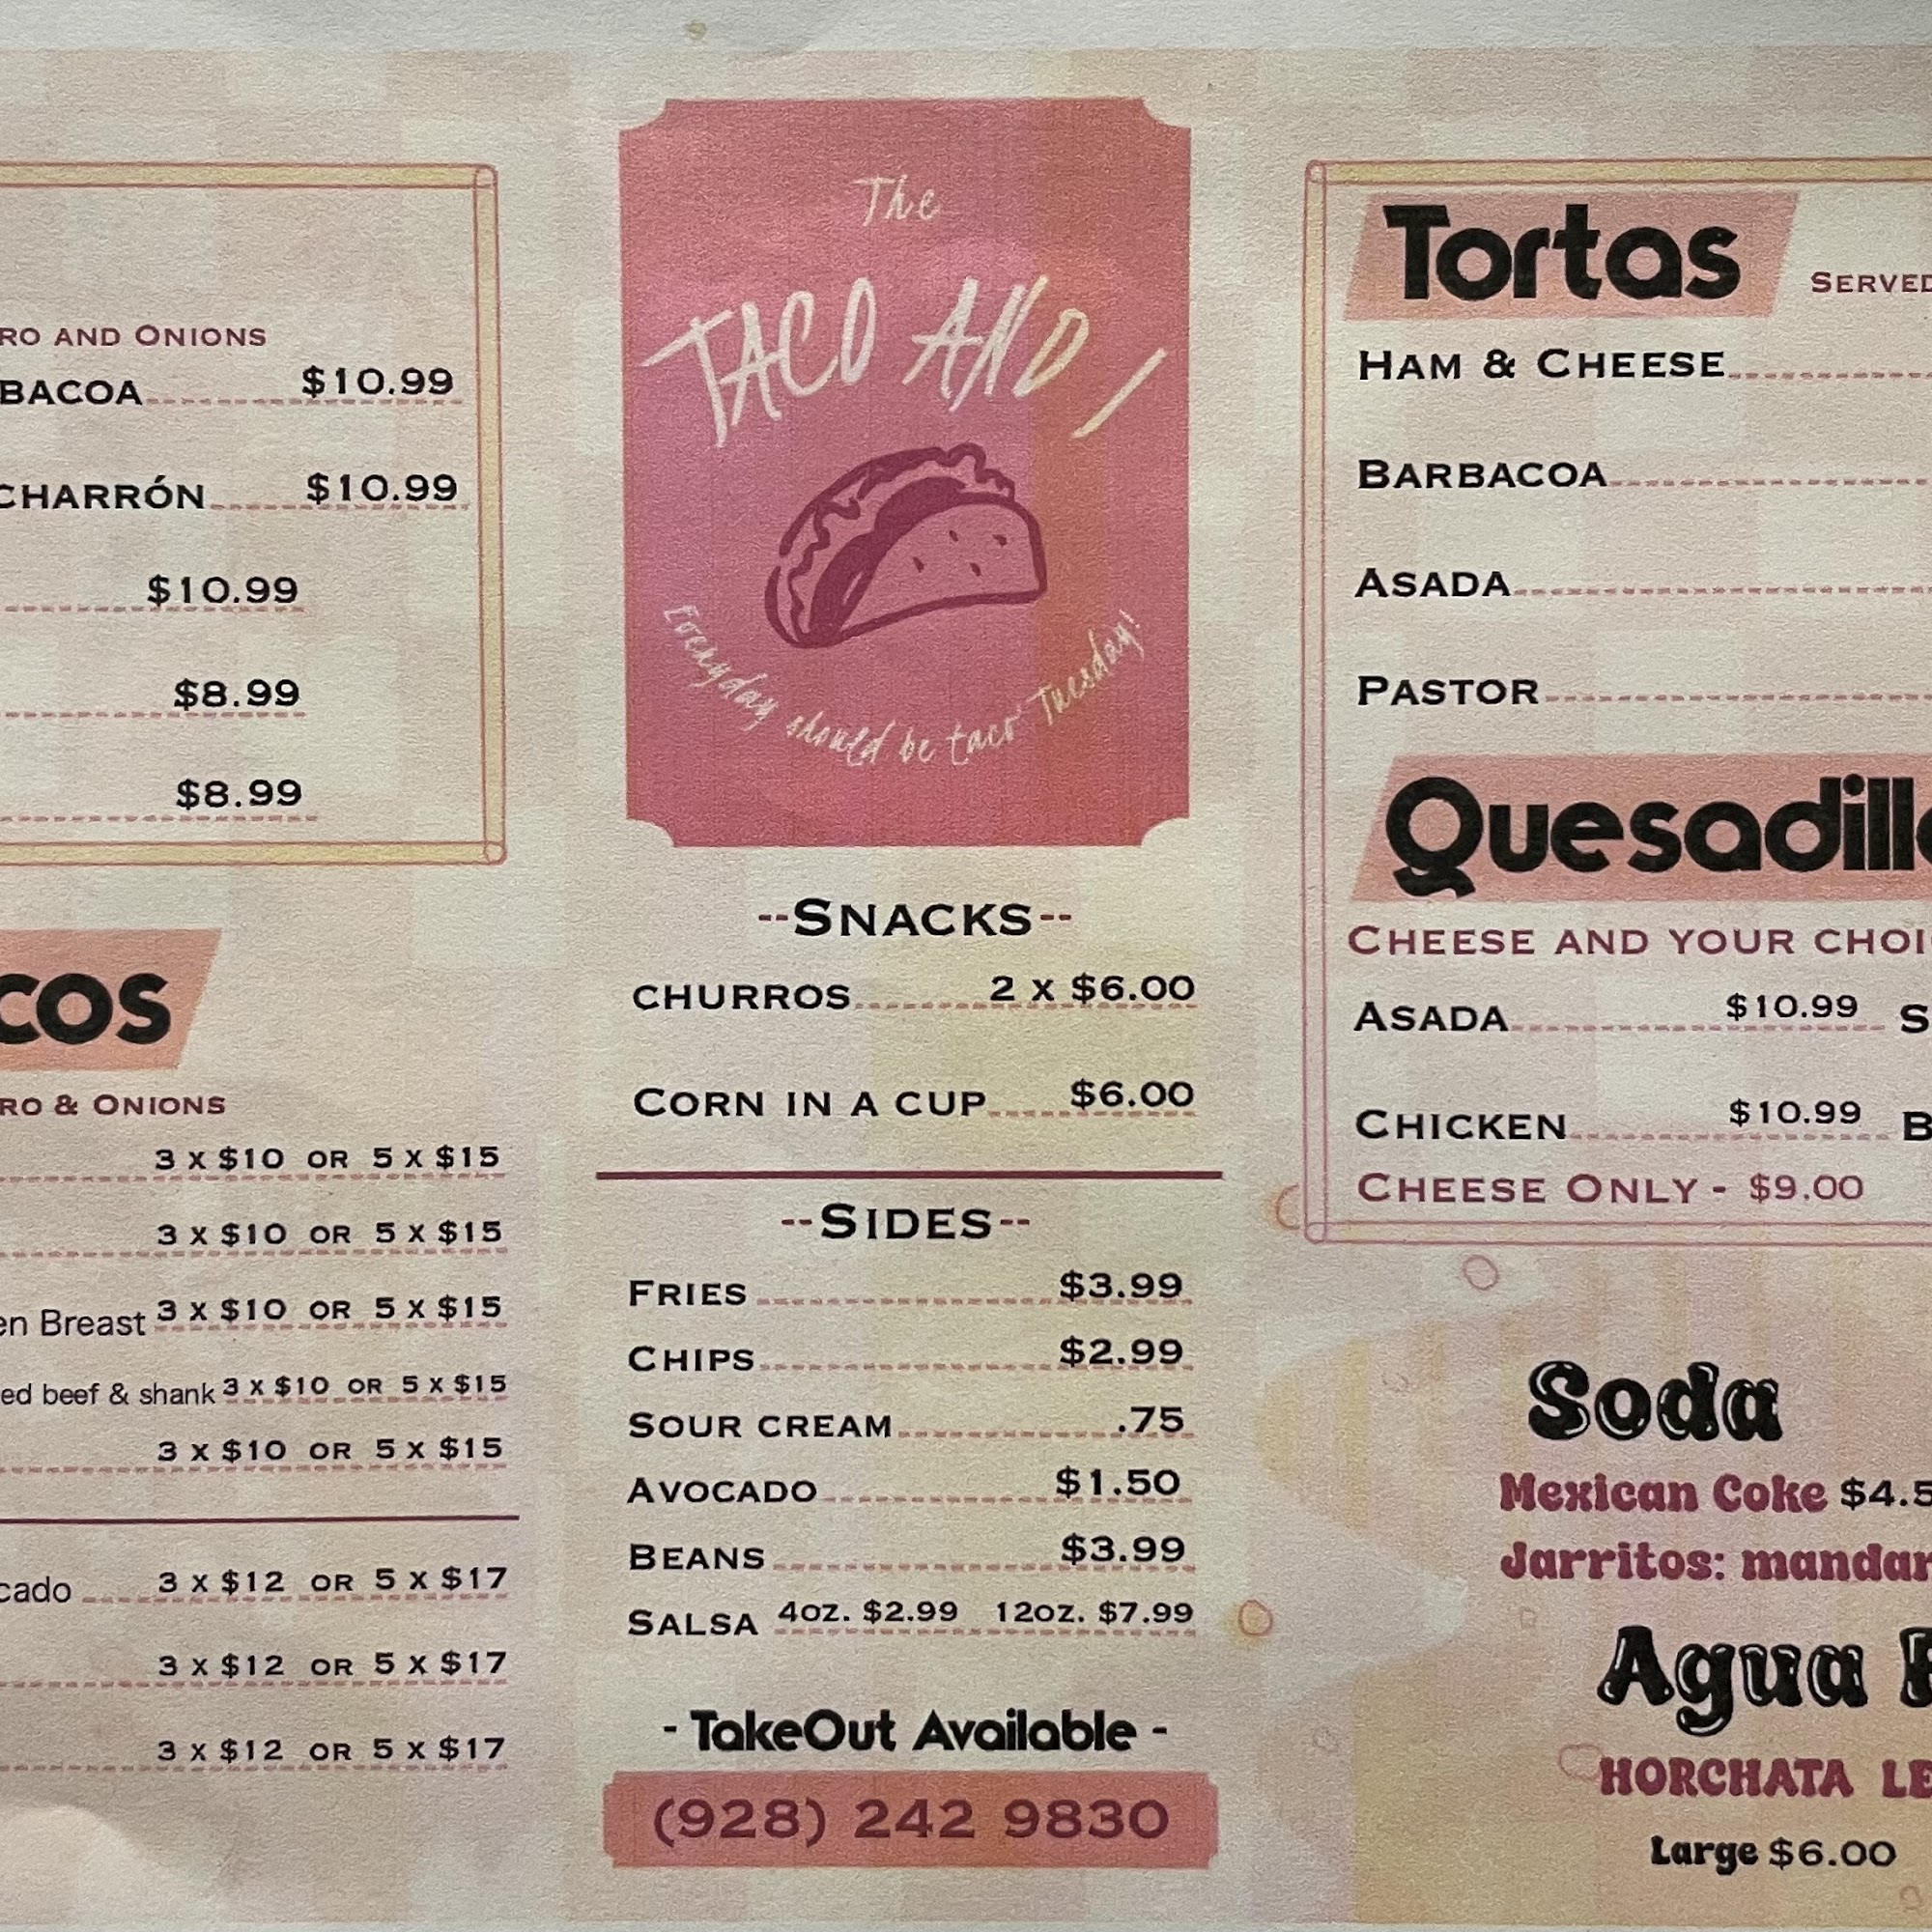 RO AND ONIONS
BACOA $10.99
CHARRÓN $10.99
$10.99
$8.99
$8.99
COS
RO & ONIONS
3 X $10 OR 5 X $15
3 X $10 OR 5 X $15
en Breast 3 X $10 OR 5 X $15
ed beef & shank 3 X $10 OR 5 X $15
3 X $10 OR 5 X $15
cado 3 X $12 OR 5 X $17
3 X $12 OR 5 X $17
3 X $12 OR 5 X $17
The
TACO AND I
Everyday should be taco Tuesday!
--SNACKS--
CHURROS 2 X $6.00
CORN IN A CUP $6.00
--SIDES--
FRIES $3.99
CHIPS $2.99
SOUR CREAM .75
AVOCADO $1.50
BEANS $3.99
SALSA 4OZ. $2.99 12OZ. $7.99
- TakeOut Available -
(928) 242 9830
Tortas SERVED
HAM & CHEESE
BARBACOA
ASADA
PASTOR
Quesadill
CHEESE AND YOUR CHOI
ASADA $10.99 S
CHICKEN $10.99 B
CHEESE ONLY - $9.00
Soda
Mexican Coke $4.5
Jarritos: mandar
Agua
HORCHATA LE
Large $6.00